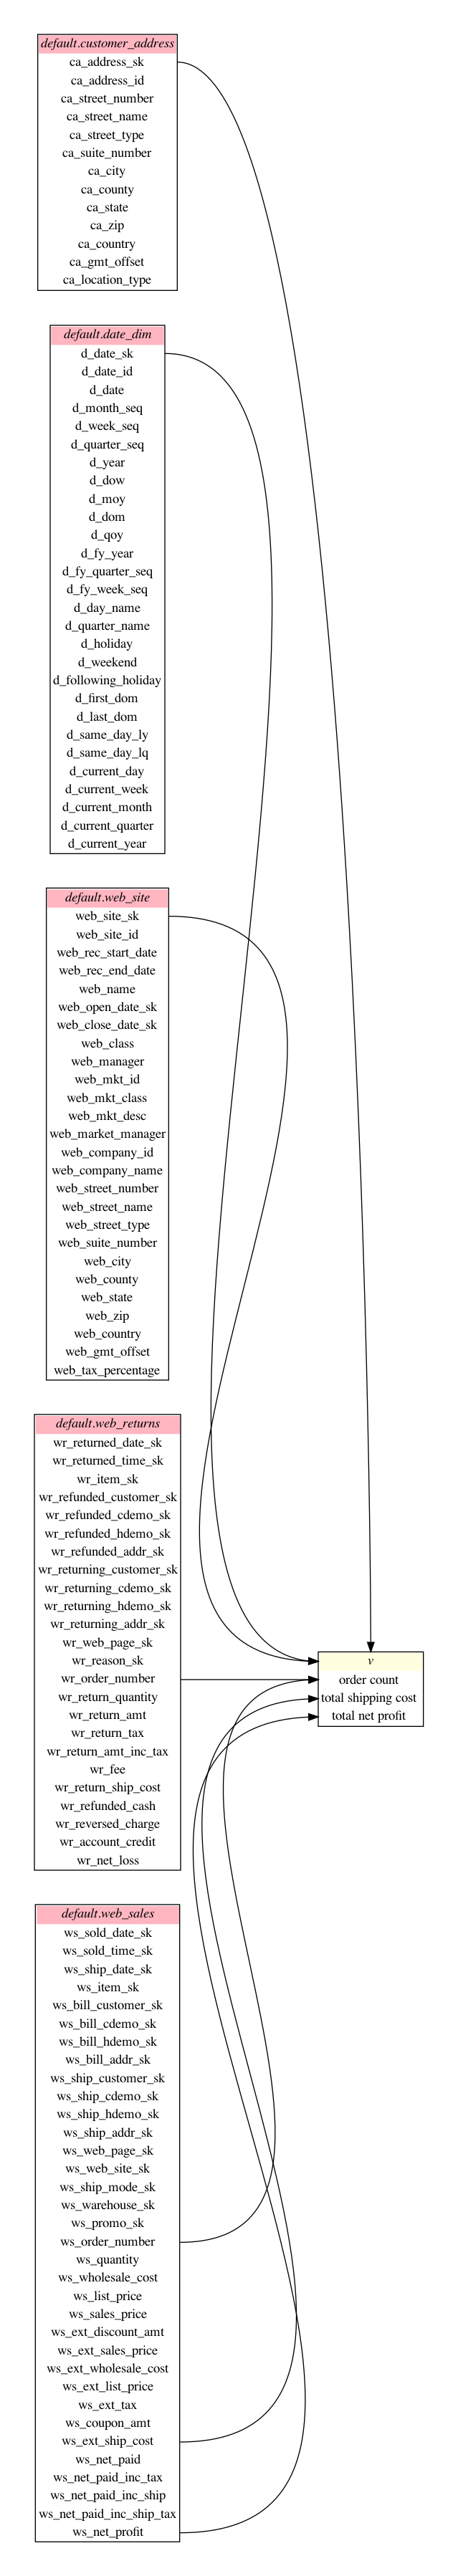 default.customer_address
ca_address_sk
ca_address_id
ca_street_number
ca_street_name
ca_street_type
ca_suite_number
ca_city
ca_county
ca_state
ca_zip
ca_country
ca_gmt_offset
ca_location_type
default.date_dim
d_date_sk
d_date_id
d_date
d_month_seq
d_week_seq
d_quarter_seq
d_year
d_dow
d_moy
d_dom
d_qoy
d_fy_year
d_fy_quarter_seq
d_fy_week_seq
d_day_name
d_quarter_name
d_holiday
d_weekend
d_following_holiday
d_first_dom
d_last_dom
d_same_day_ly
d_same_day_lq
d_current_day
d_current_week
d_current_month
d_current_quarter
d_current_year
default.web_site
web_site_sk
web_site_id
web_rec_start_date
web_rec_end_date
web_name
web_open_date_sk
web_close_date_sk
web_class
web_manager
web_mkt_id
web_mkt_class
web_mkt_desc
web_market_manager
web_company_id
web_company_name
web_street_number
web_street_name
web_street_type
web_suite_number
web_city
web_county
web_state
web_zip
web_country
web_gmt_offset
web_tax_percentage
default.web_returns
wr_returned_date_sk
wr_returned_time_sk
wr_item_sk
wr_refunded_customer_sk
wr_refunded_cdemo_sk
wr_refunded_hdemo_sk
wr_refunded_addr_sk
wr_returning_customer_sk
wr_returning_cdemo_sk
wr_returning_hdemo_sk
wr_returning_addr_sk
wr_web_page_sk
wr_reason_sk
wr_order_number
wr_return_quantity
wr_return_amt
wr_return_tax
wr_return_amt_inc_tax
wr_fee
wr_return_ship_cost
wr_refunded_cash
wr_reversed_charge
wr_account_credit
wr_net_loss
v
order count
total shipping cost
total net profit
default.web_sales
ws_sold_date_sk
ws_sold_time_sk
ws_ship_date_sk
ws_item_sk
ws_bill_customer_sk
ws_bill_cdemo_sk
ws_bill_hdemo_sk
ws_bill_addr_sk
ws_ship_customer_sk
ws_ship_cdemo_sk
ws_ship_hdemo_sk
ws_ship_addr_sk
ws_web_page_sk
ws_web_site_sk
ws_ship_mode_sk
ws_warehouse_sk
ws_promo_sk
ws_order_number
ws_quantity
ws_wholesale_cost
ws_list_price
ws_sales_price
ws_ext_discount_amt
ws_ext_sales_price
ws_ext_wholesale_cost
ws_ext_list_price
ws_ext_tax
ws_coupon_amt
ws_ext_ship_cost
ws_net_paid
ws_net_paid_inc_tax
ws_net_paid_inc_ship
ws_net_paid_inc_ship_tax
ws_net_profit